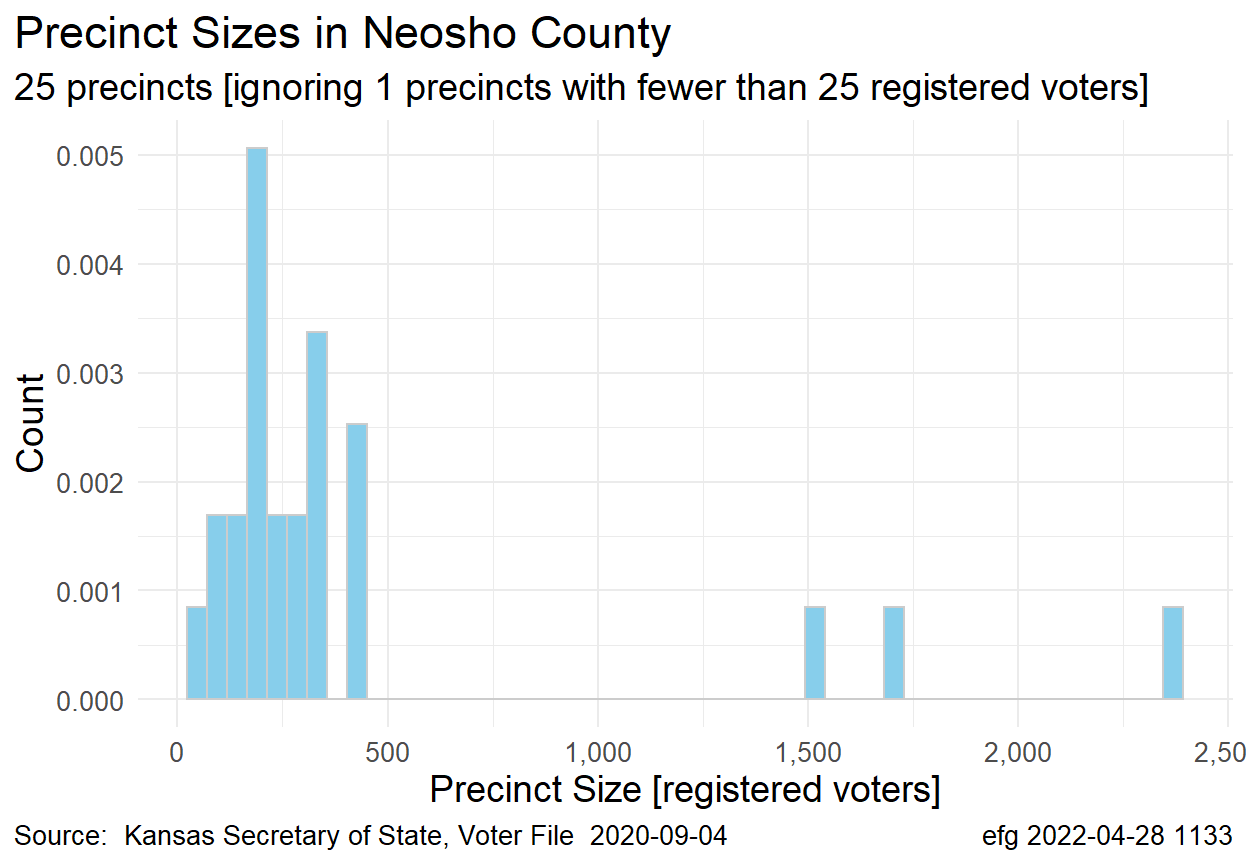 Precinct Sizes in Neosho County
25 precincts [ignoring 1 precincts with fewer than 25 registered voters]
0.005
0.004
0.003
0.002
0.001
0.000
Count
0
500
1,000
1,500
2,000
2,50
Precinct Size [registered voters]
Source:  Kansas Secretary of State, Voter File  2020-09-04
efg 2022-04-28 1133